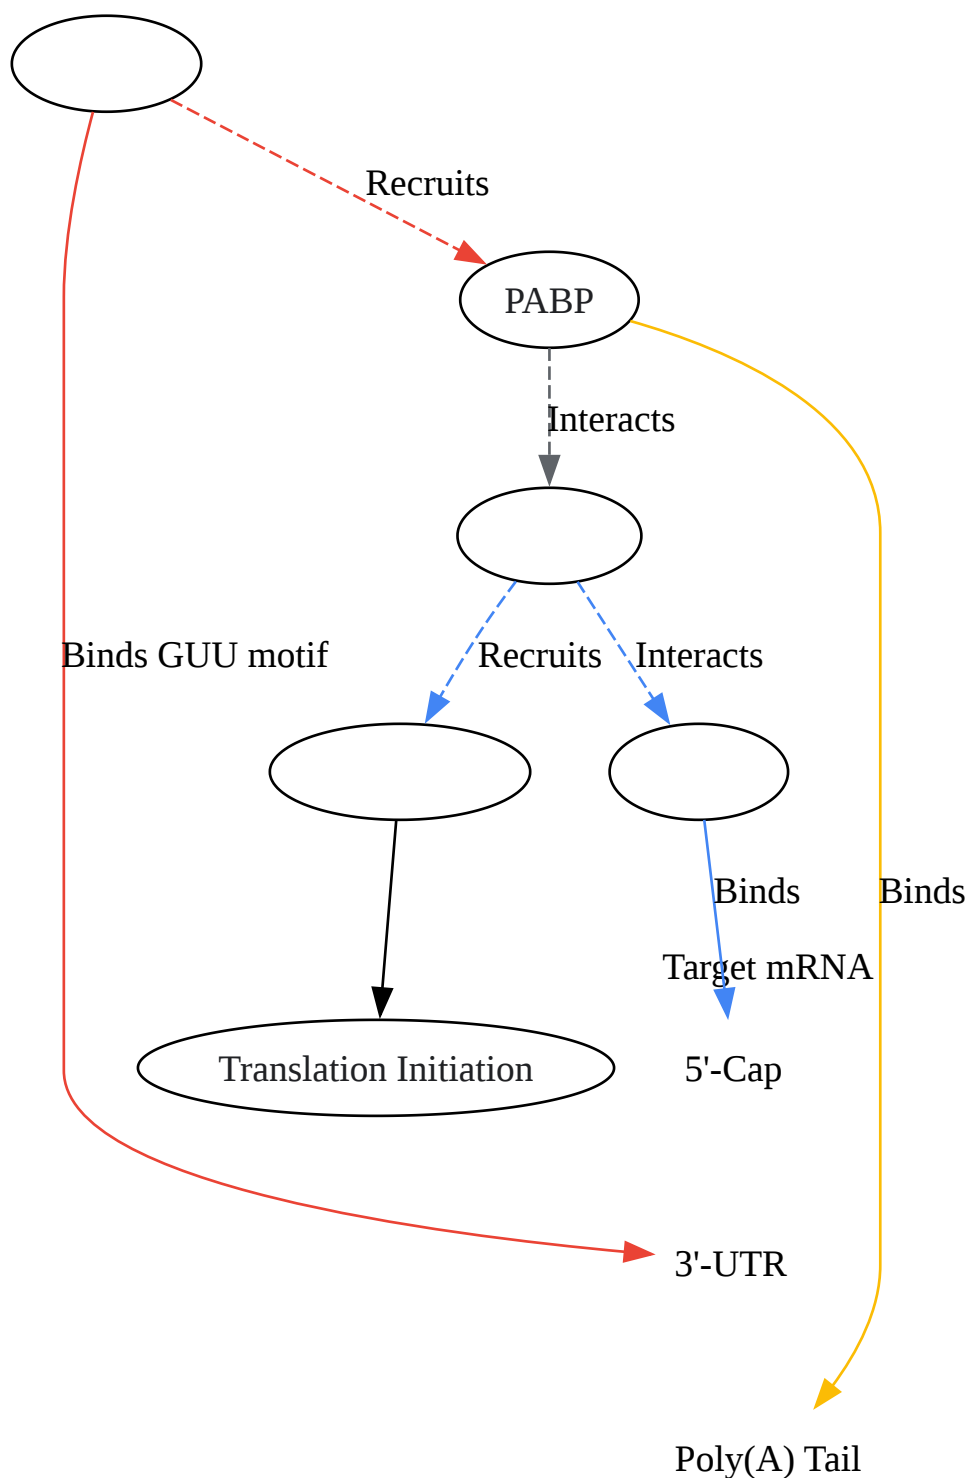 Recruits
PABP
Interacts
Binds GUU motif
Recruits
Interacts
Binds
Binds
Target mRNA
Translation Initiation
5'-Cap
3'-UTR
Poly(A) Tail